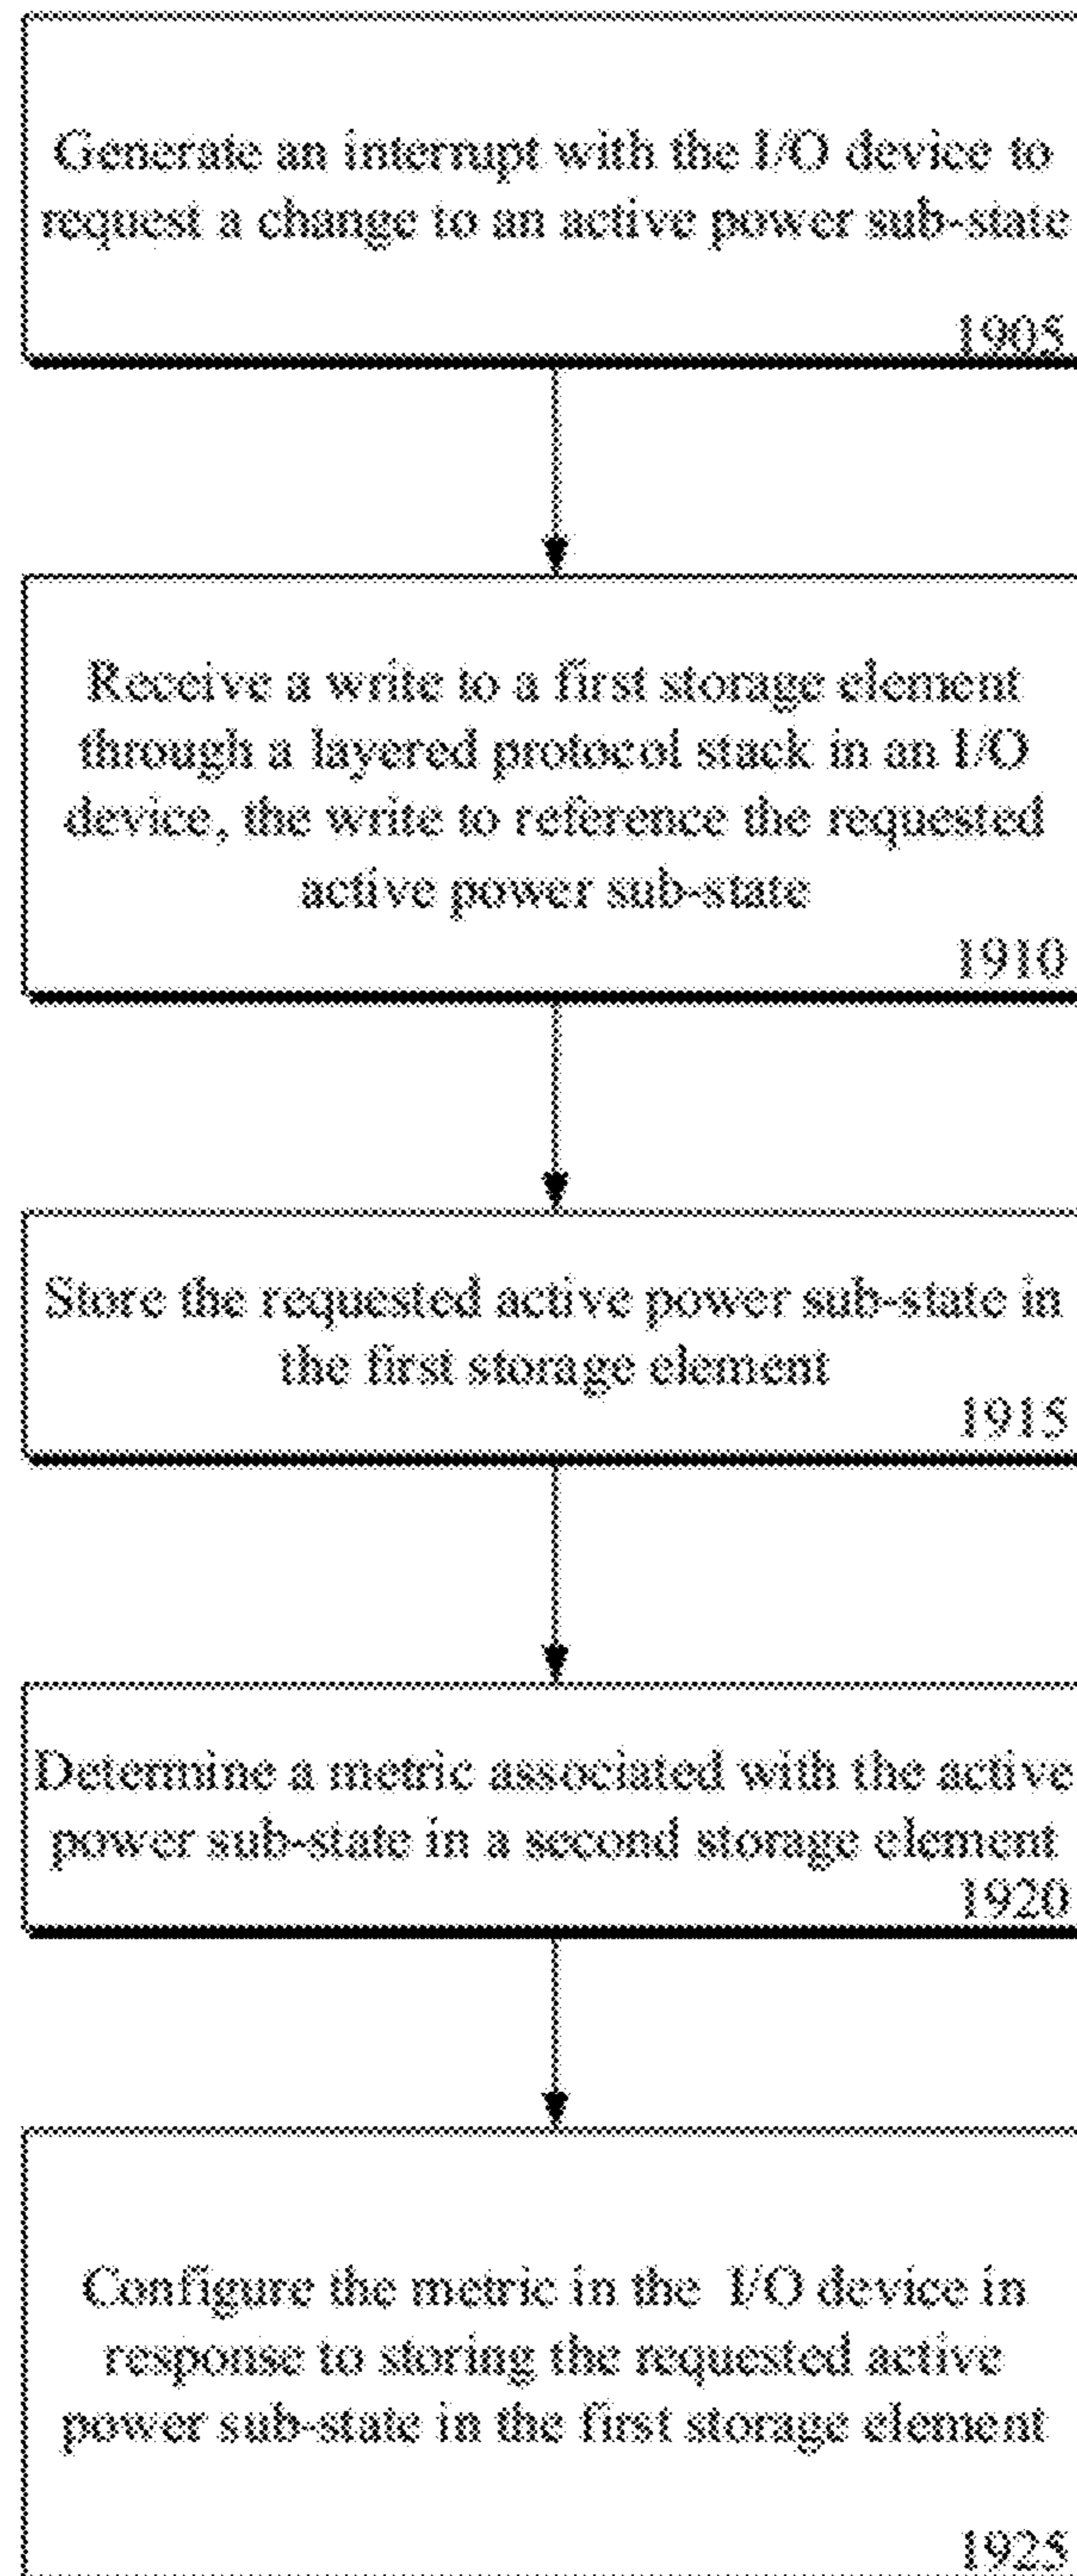 Generate an interrupt with the I/O device to
request a change to an active power sub-state
1905
Receive a write to a first storage element
through a layered protocol stack in an I/O
device, the write to reference the requested
active power sub-state
1910
Store the requested active power sub-state in
the first storage element
1915
Determine a metric associated with the active
power sub-state in a second storage element
1920
Configure the metric in the I/O device in
response to storing the requested active
power sub-state in the first storage element
1925